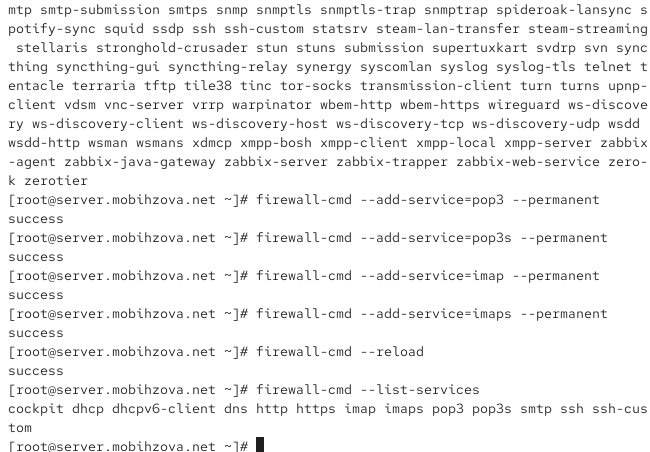 mtp smtp-submission smtps snmp snmptls snmptls-trap snmptrap spideroak-lansync s
potify-sync squid ssdp ssh ssh-custom statsrv steam-lan-transfer steam-streaming
 stellaris stronghold-crusader stun stuns submission supertuxkart svdrp svn sync
thing syncthing-gui syncthing-relay synergy syscomlan syslog syslog-tls telnet t
entacle terraria tftp tile38 tinc tor-socks transmission-client turn turns upnp-
client vdsm vnc-server vrrp warpinator wbem-http wbem-https wireguard ws-discove
ry ws-discovery-client ws-discovery-host ws-discovery-tcp ws-discovery-udp wsdd 
wsdd-http wsman wsmans xdmcp xmpp-bosh xmpp-client xmpp-local xmpp-server zabbix
-agent zabbix-java-gateway zabbix-server zabbix-trapper zabbix-web-service zero-
k zerotier
[root@server.mobihzova.net ~]# firewall-cmd --add-service=pop3 --permanent
success
[root@server.mobihzova.net ~]# firewall-cmd --add-service=pop3s --permanent
success
[root@server.mobihzova.net ~]# firewall-cmd --add-service=imap --permanent
success
[root@server.mobihzova.net ~]# firewall-cmd --add-service=imaps --permanent
success
[root@server.mobihzova.net ~]# firewall-cmd --reload
success
[root@server.mobihzova.net ~]# firewall-cmd --list-services
cockpit dhcp dhcpv6-client dns http https imap imaps pop3 pop3s smtp ssh ssh-cus
tom
[root@server.mobihzova.net ~]#